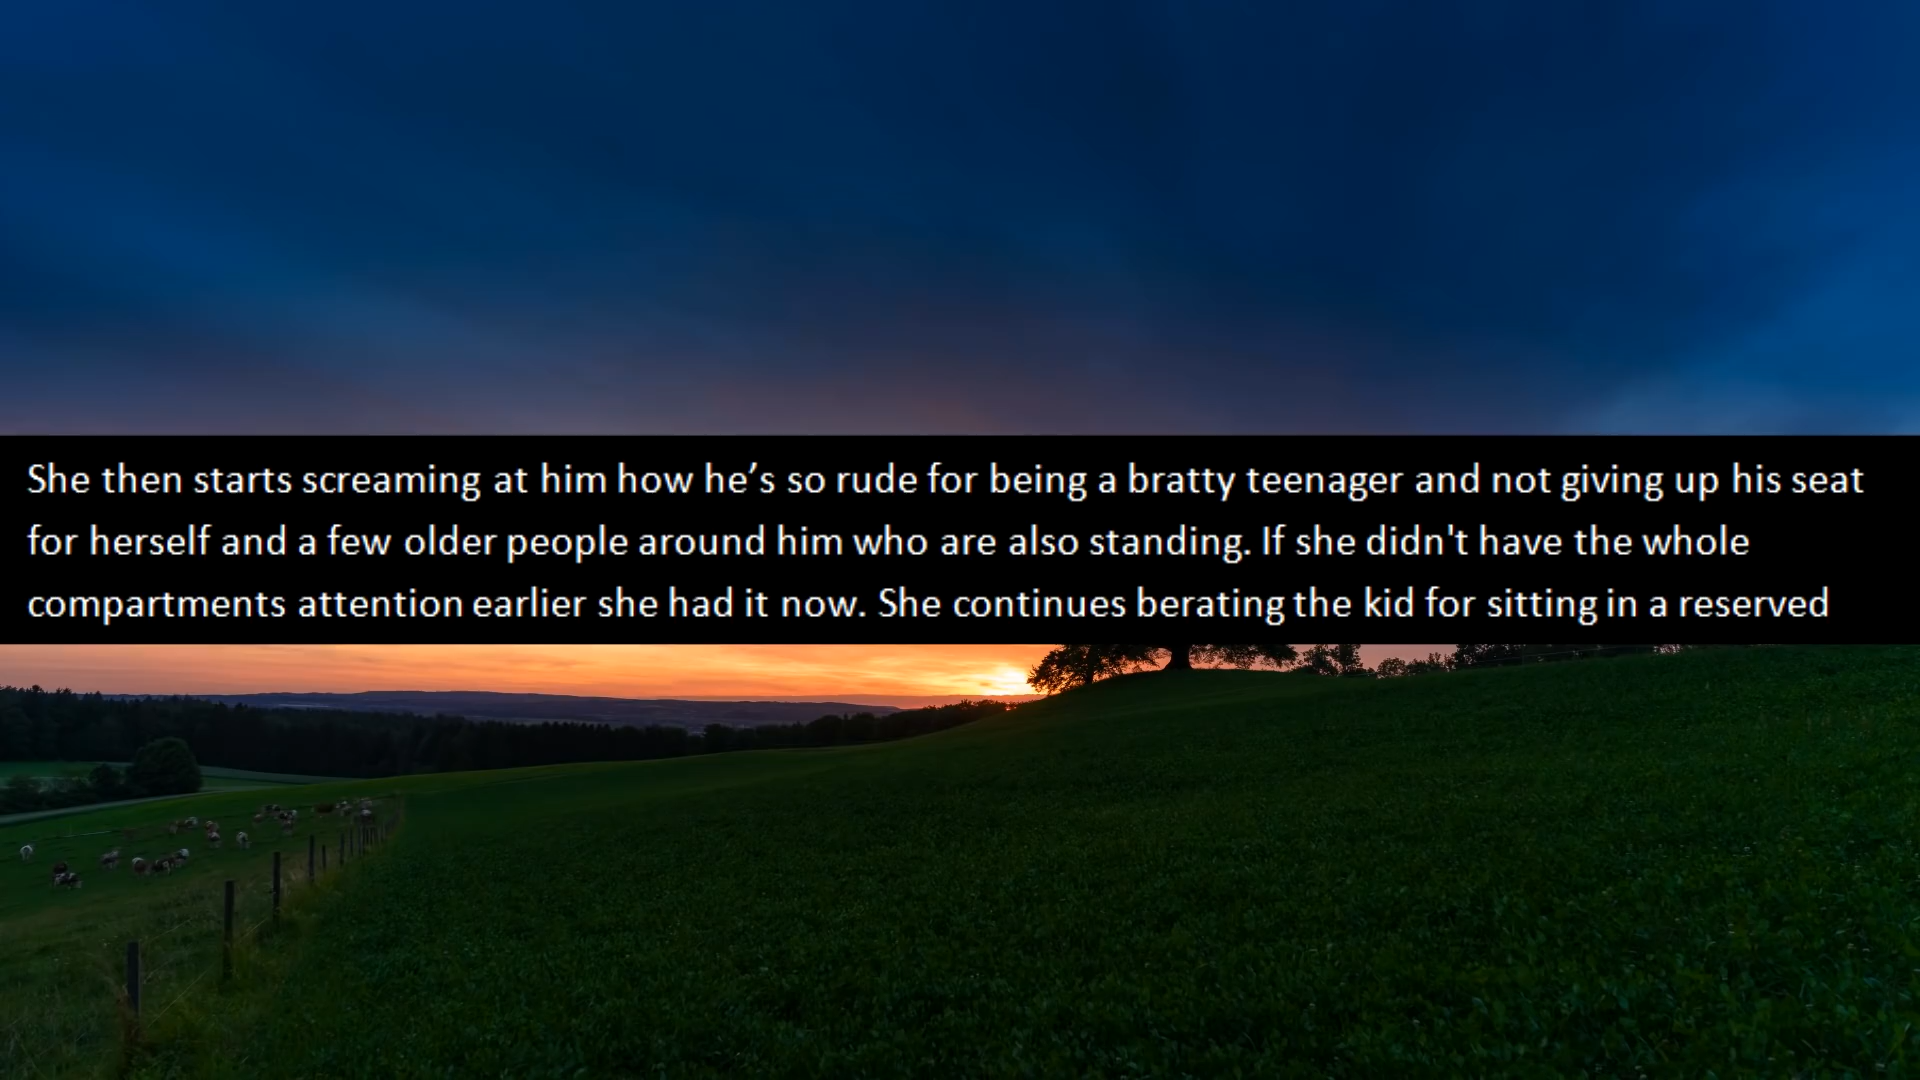 She then starts screaming at him how he’s so rude for being a bratty teenager and not giving up his seat
for herself and a few older people around him who are also standing. If she didn't have the whole
compartments attention earlier she had it now. She continues berating the kid for sitting in a reserved